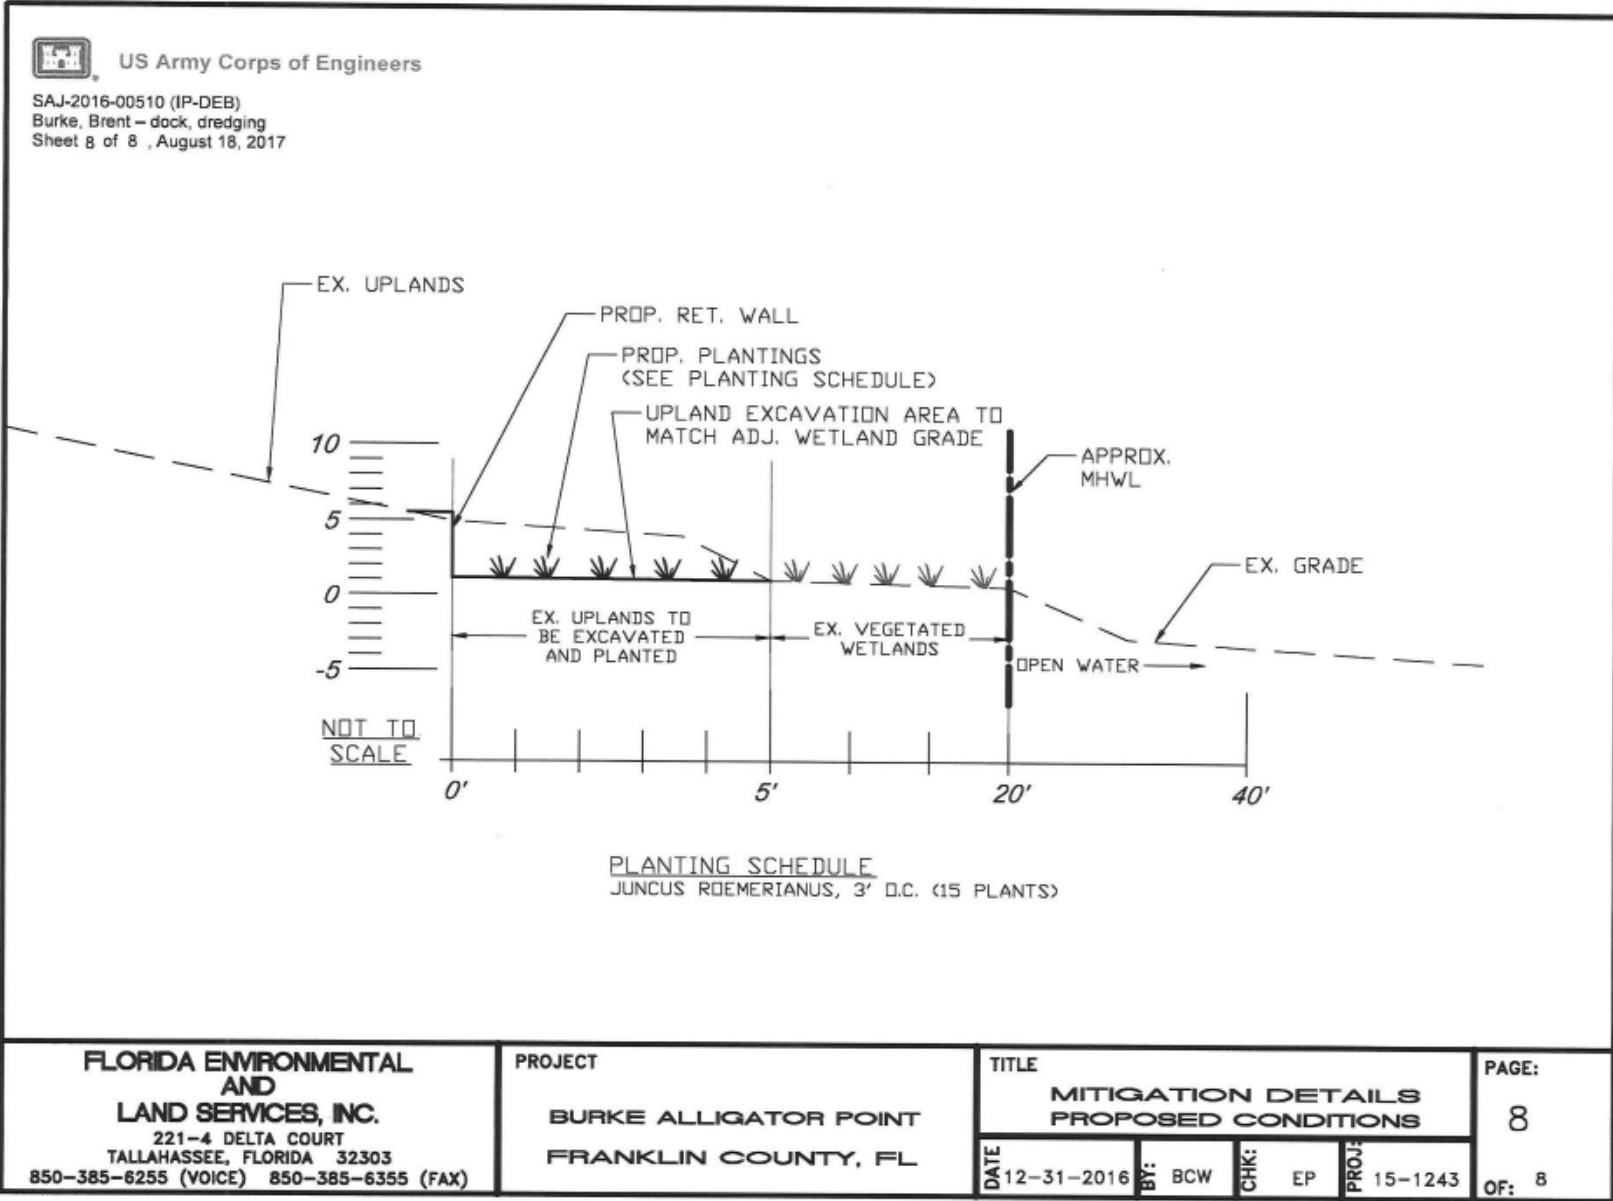 US Army Corps of Engineers
SAJ-2016-00510 (IP-DEB)
Burke, Brent – dock, dredging
Sheet 8 of 8 , August 18, 2017
EX. UPLANDS
PROP. RET. WALL
PROP. PLANTINGS
(SEE PLANTING SCHEDULE)
UPLAND EXCAVATION AREA TO
MATCH ADJ. WETLAND GRADE
APPROX.
MHWL
10
5
0
-5
EX. GRADE
EX. UPLANDS TO
BE EXCAVATED
AND PLANTED
EX. VEGETATED
WETLANDS
OPEN WATER
NOT TO
SCALE
0'
5'
20'
40'
PLANTING SCHEDULE
JUNCUS ROEMERIANUS, 3' O.C. (15 PLANTS)
FLORIDA ENVIRONMENTAL
AND
LAND SERVICES, INC.
221-4 DELTA COURT
TALLAHASSEE, FLORIDA 32303
850-385-6255 (VOICE) 850-385-6355 (FAX)
PROJECT
BURKE ALLIGATOR POINT
FRANKLIN COUNTY, FL
TITLE
MITIGATION DETAILS
PROPOSED CONDITIONS
DATE 12-31-2016
BY: BCW
CHK: EP
PROJ: 15-1243
PAGE:
8
OF: 8